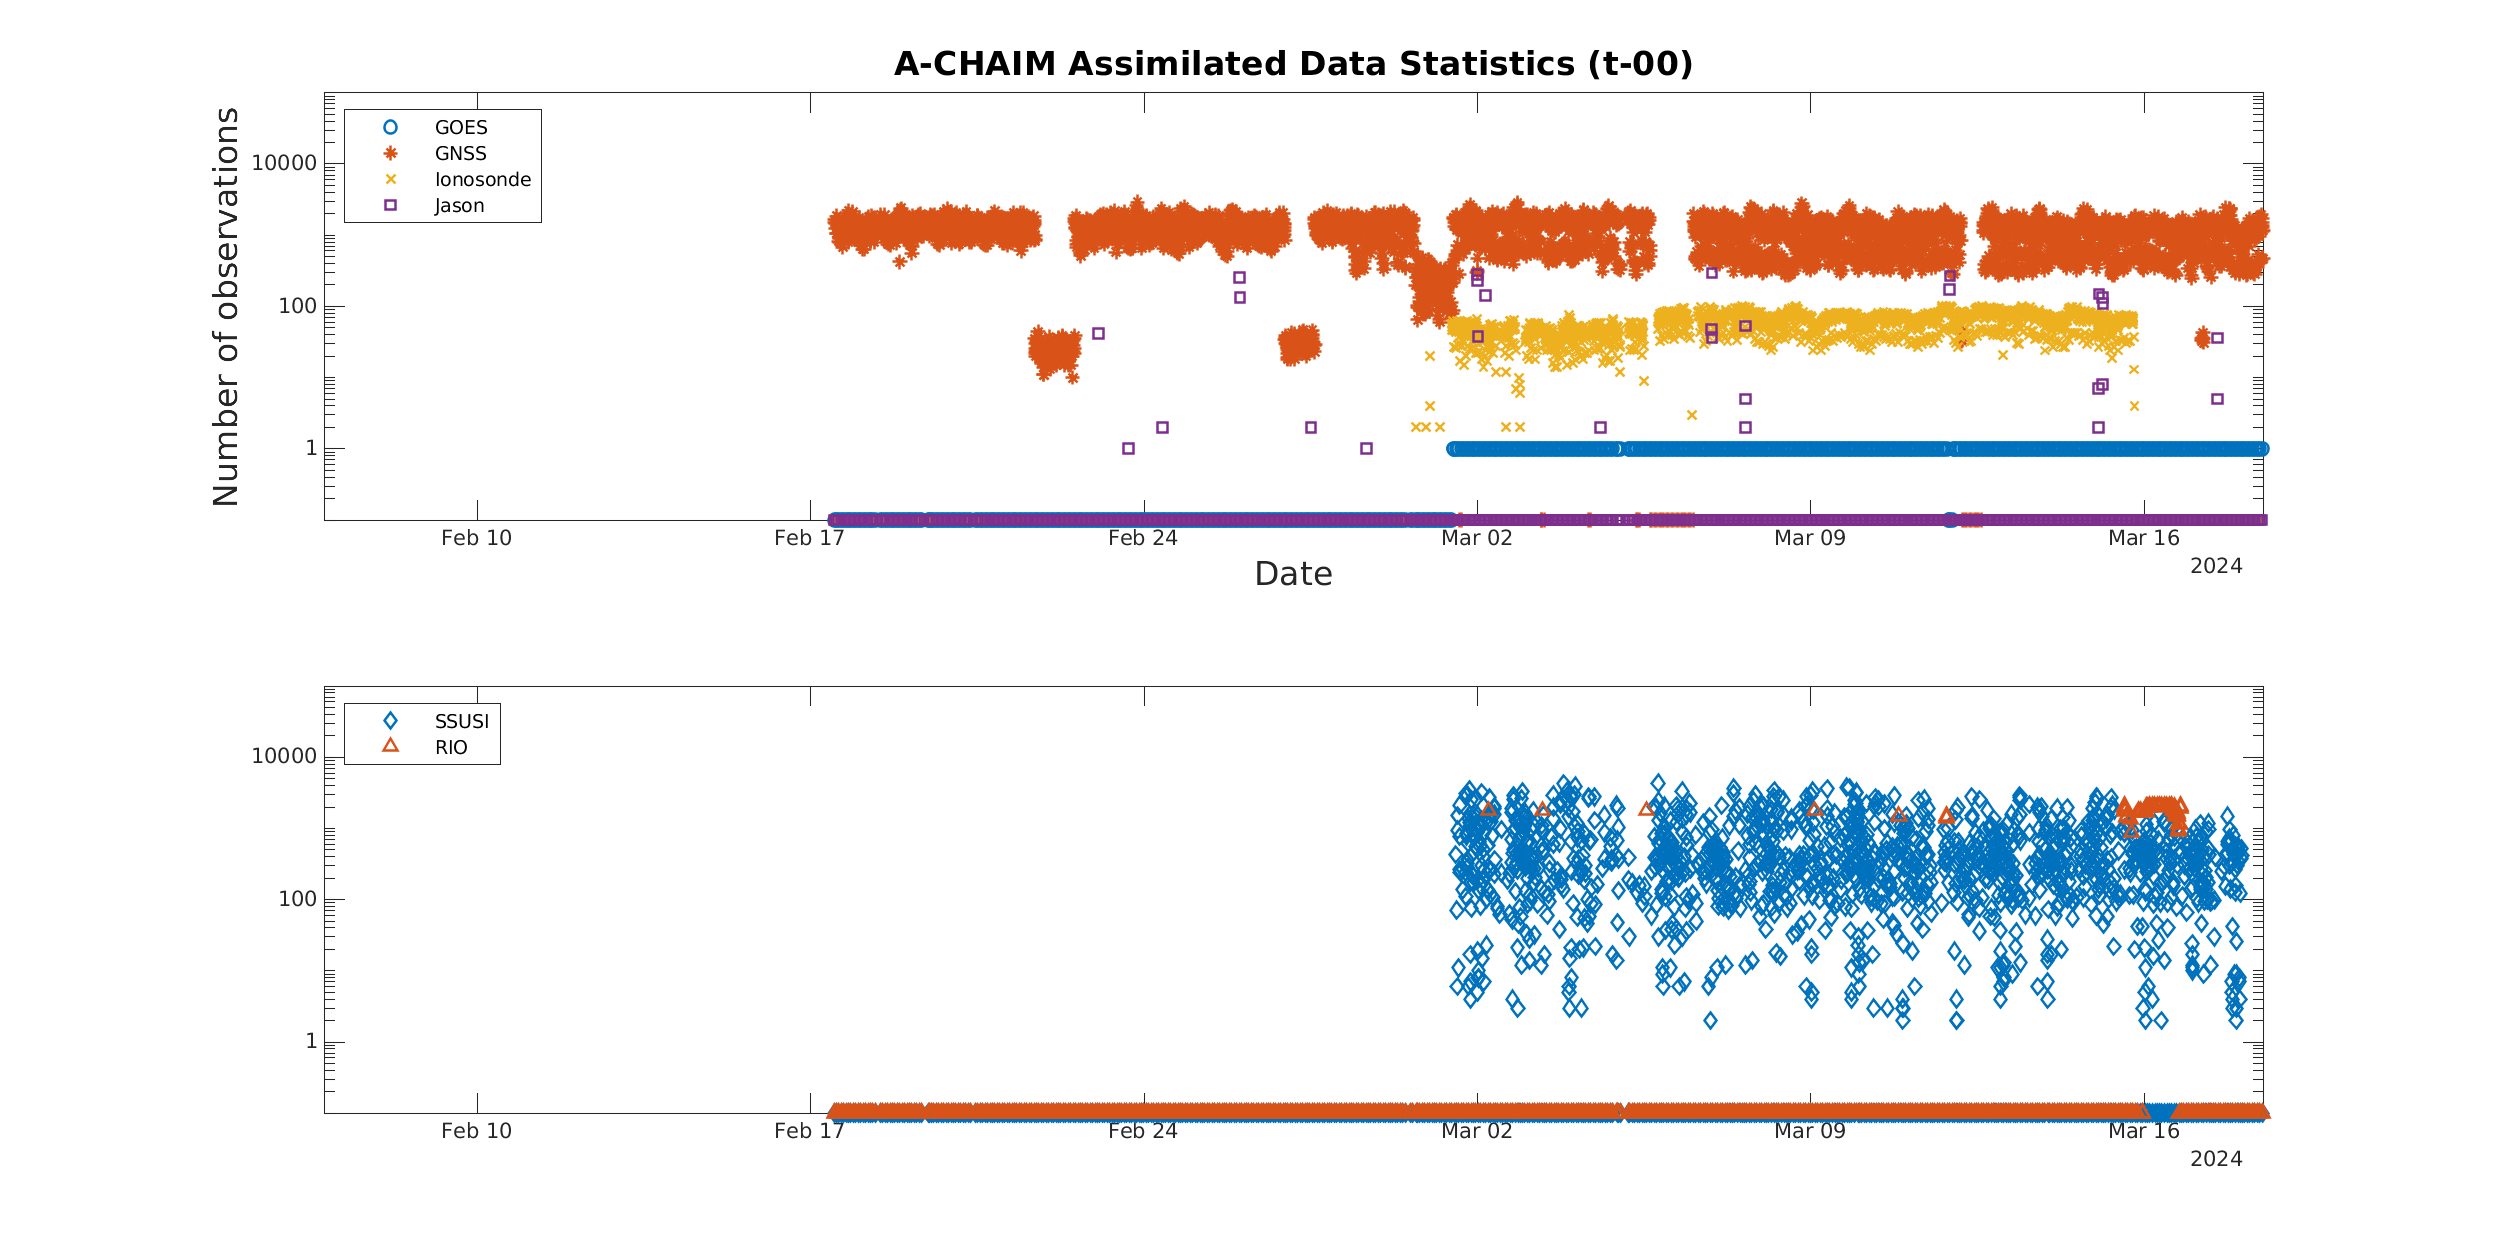 A-CHAIM Assimilated Data Statistics (t-00)
GOES
GNSS
Ionosonde
Jason
Number of observations
10000
100
1
Feb 10
Feb 17
Feb 24
Mar 02
Mar 09
Mar 16
2024
Date
SSUSI
RIO
10000
100
1
Feb 10
Feb 17
Feb 24
Mar 02
Mar 09
Mar 16
2024